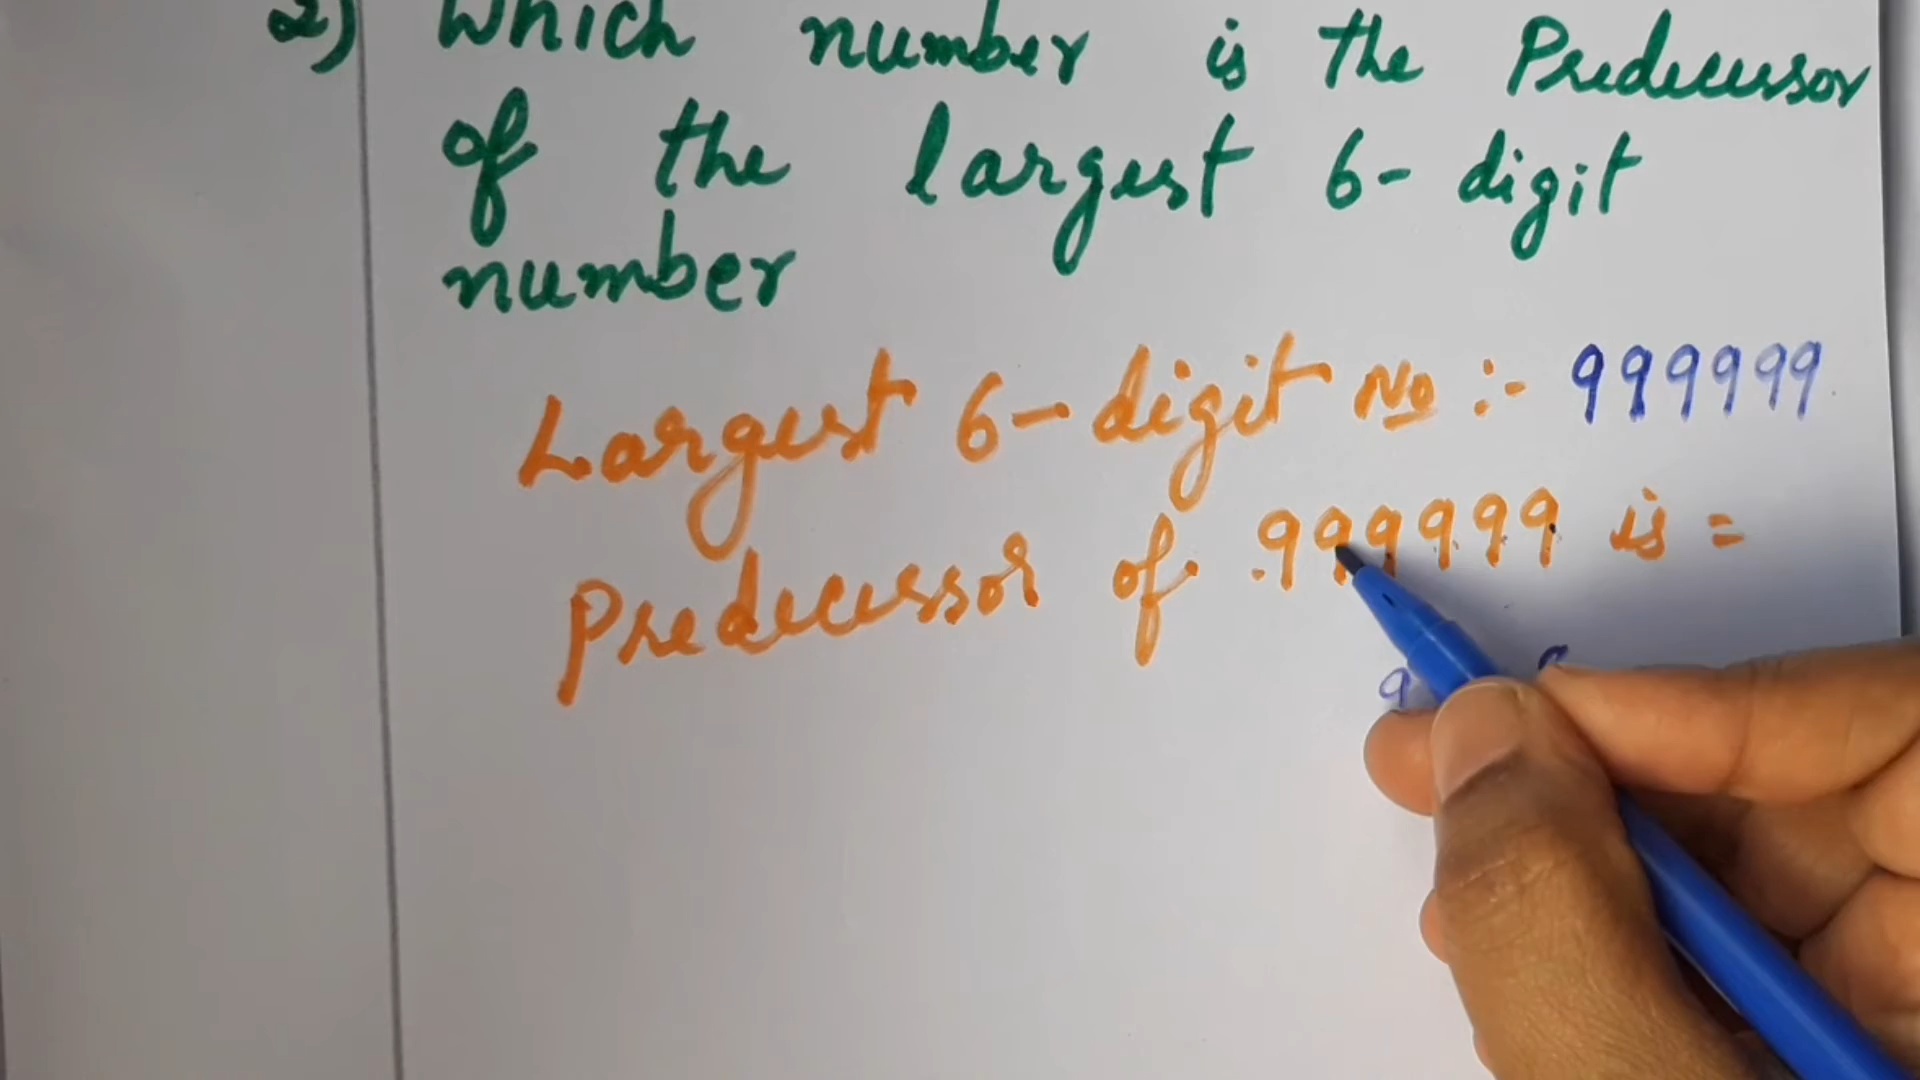 2) Which number is the Predecessor
of the largest 6- digit
number
Largest 6-digit No :- 999999
Predecessor of 999999 is =
9